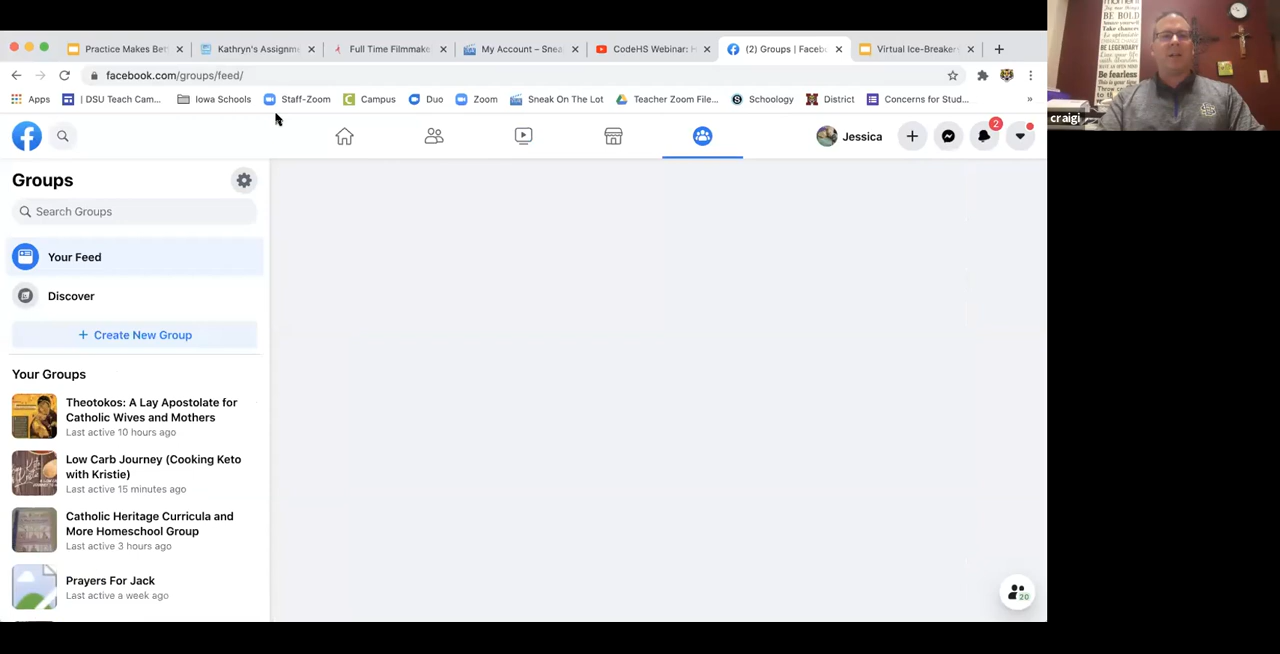 Practice Makes Bet
Kathryn's Assignm
Full Time Filmmake
My Account – Snea
CodeHS Webinar: H
(2) Groups | Facebo
Virtual Ice-Breaker
facebook.com/groups/feed/
Apps
| DSU Teach Cam...
Iowa Schools
Staff-Zoom
Campus
Duo
Zoom
Sneak On The Lot
Teacher Zoom File...
Schoology
District
Concerns for Stud...
»
Jessica
2
Groups
Search Groups
Your Feed
Discover
+ Create New Group
Your Groups
Theotokos: A Lay Apostolate for
Catholic Wives and Mothers
Last active 10 hours ago
Low Carb Journey (Cooking Keto
with Kristie)
Last active 15 minutes ago
Catholic Heritage Curricula and
More Homeschool Group
Last active 3 hours ago
Prayers For Jack
Last active a week ago
20
BE BOLD
Take chances
BE LEGENDARY
Be fearless
craigi